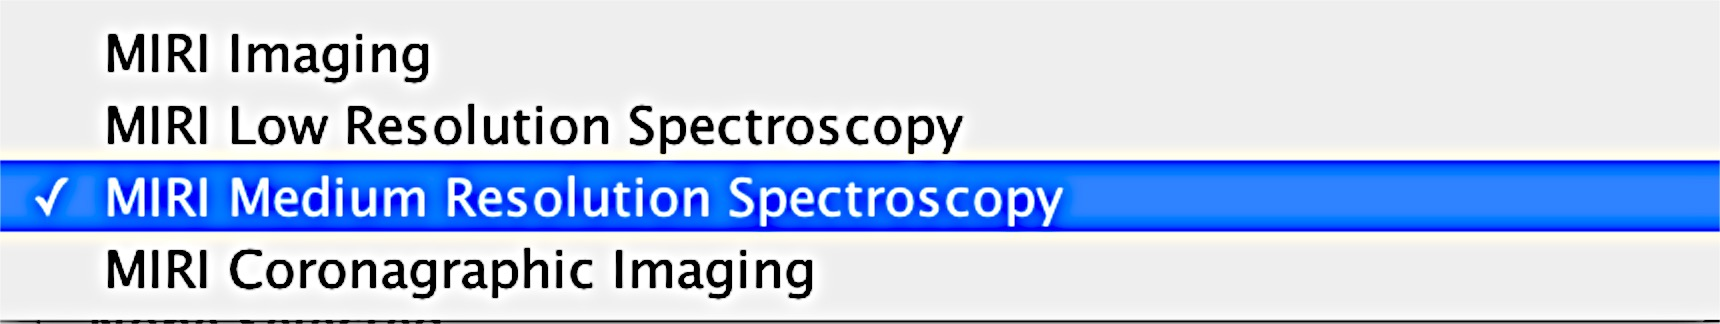 MIRI Imaging
MIRI Low Resolution Spectroscopy
✓ MIRI Medium Resolution Spectroscopy
MIRI Coronagraphic Imaging